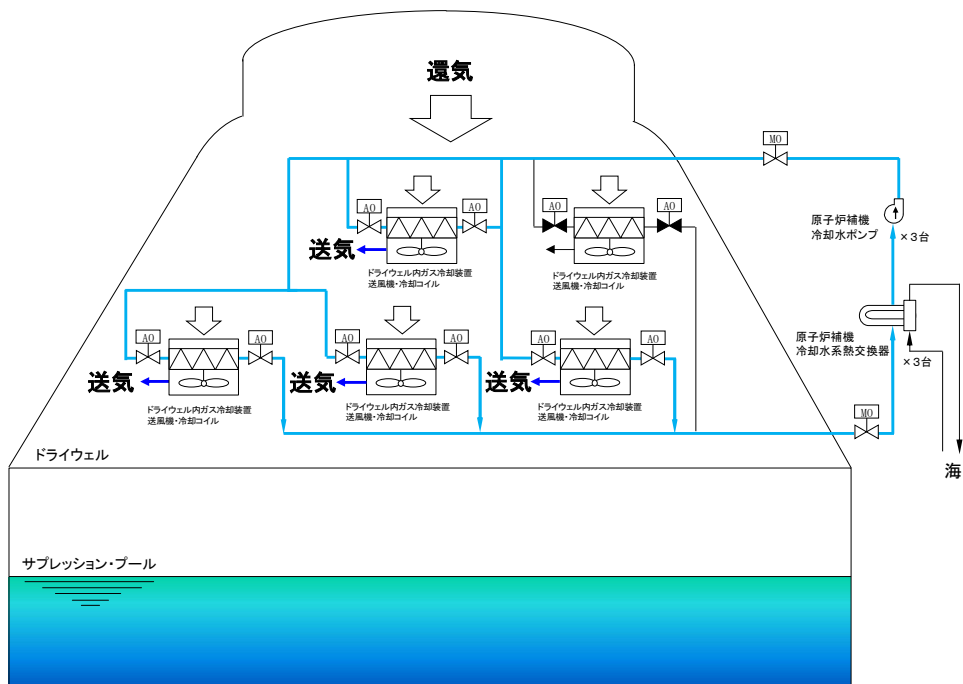 還気
MO
AO
AO
AO
AO
原子炉補機
冷却水ポンプ
×3台
送気
ドライウェル内ガス冷却装置
送風機・冷却コイル
ドライウェル内ガス冷却装置
送風機・冷却コイル
AO
AO
AO
AO
AO
AO
原子炉補機
冷却水系熱交換器
×3台
送気
送気
送気
ドライウェル内ガス冷却装置
送風機・冷却コイル
ドライウェル内ガス冷却装置
送風機・冷却コイル
ドライウェル内ガス冷却装置
送風機・冷却コイル
MO
ドライウェル
海
サプレッション・プール